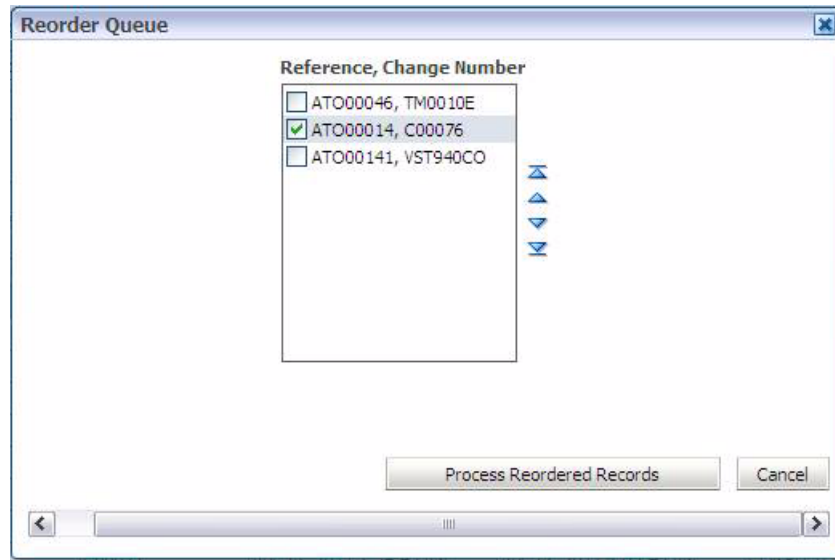 Reorder Queue
Reference, Change Number
ATO00046, TM0010E
ATO00014, C00076
ATO00141, VST940CO
Process Reordered Records
Cancel